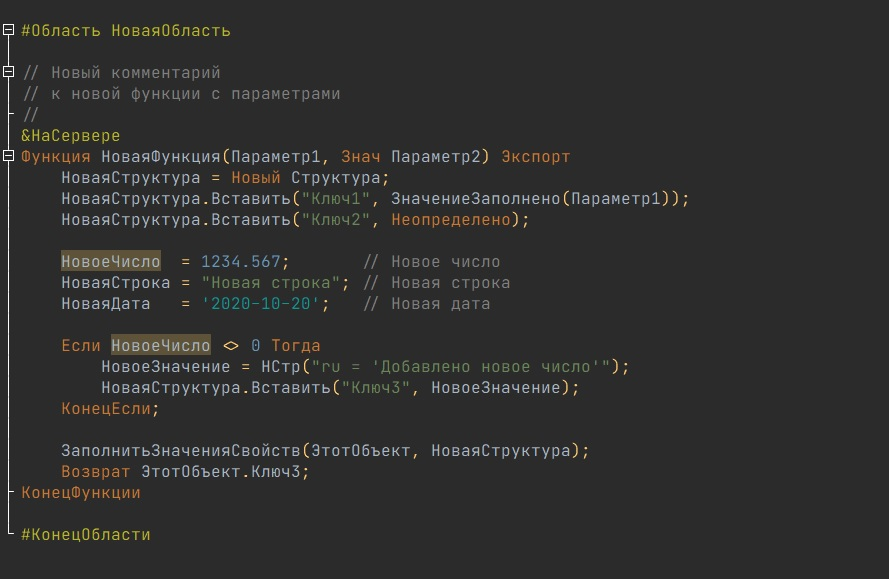 #Область НоваяОбласть
// Новый комментарий
// к новой функции с параметрами
//
&НаСервере
Функция НоваяФункция(Параметр1, Знач Параметр2) Экспорт
НоваяСтруктура = Новый Структура;
НоваяСтруктура.Вставить("Ключ1", ЗначениеЗаполнено(Параметр1));
НоваяСтруктура.Вставить("Ключ2", Неопределено);
НовоеЧисло = 1234.567; // Новое число
НоваяСтрока = "Новая строка"; // Новая строка
НоваяДата = '2020-10-20'; // Новая дата
Если НовоеЧисло <> 0 Тогда
НовоеЗначение = НСтр("ru = 'Добавлено новое число'");
НоваяСтруктура.Вставить("Ключ3", НовоеЗначение);
КонецЕсли;
ЗаполнитьЗначенияСвойств(ЭтотОбъект, НоваяСтруктура);
Возврат ЭтотОбъект.Ключ3;
КонецФункции
#КонецОбласти